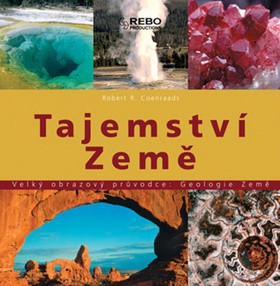 REBO
PRODUCTIONS
Robert R. Coenraads
Tajemství
Země
Velký obrazový průvodce: Geologie Země